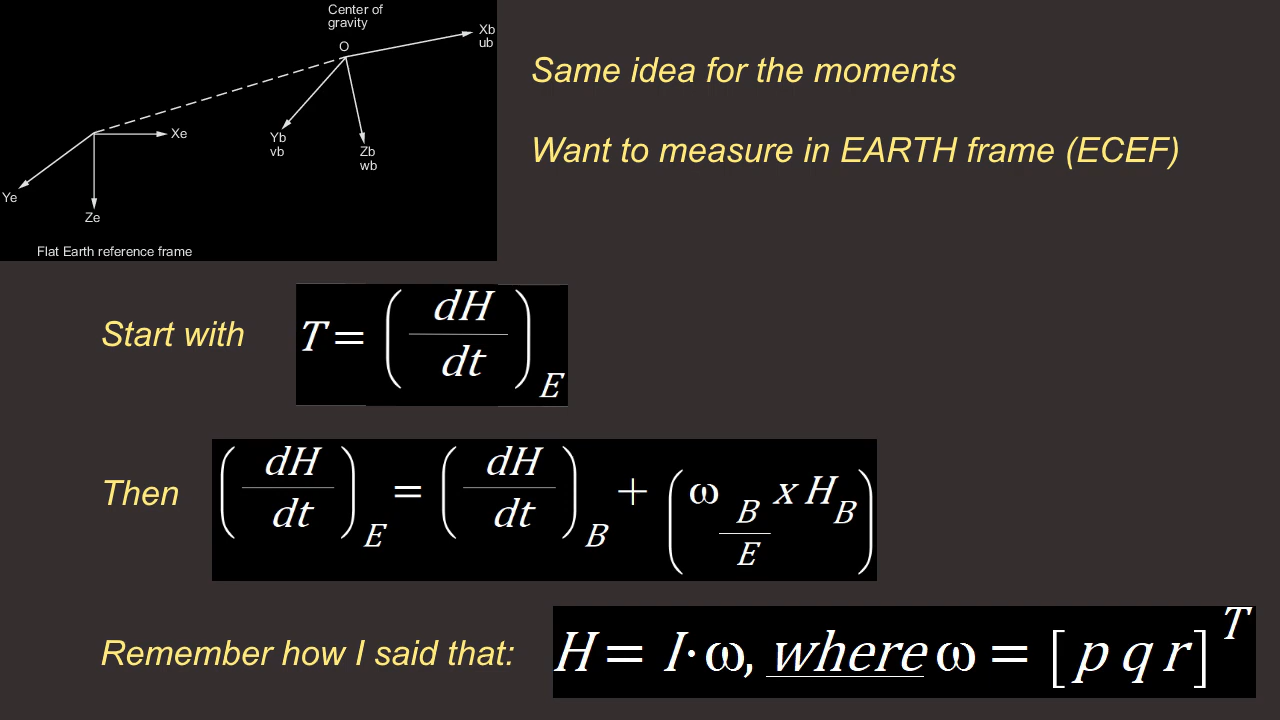 Center of
gravity
O
Xb
ub
Yb
vb
Zb
wb
Xe
Ye
Ze
Flat Earth reference frame
Same idea for the moments
Want to measure in EARTH frame (ECEF)
Start with T = (dH/dt)_E
Then (dH/dt)_E = (dH/dt)_B + (ω_B/E x H_B)
Remember how I said that: H = I·ω, where ω = [p q r]^T